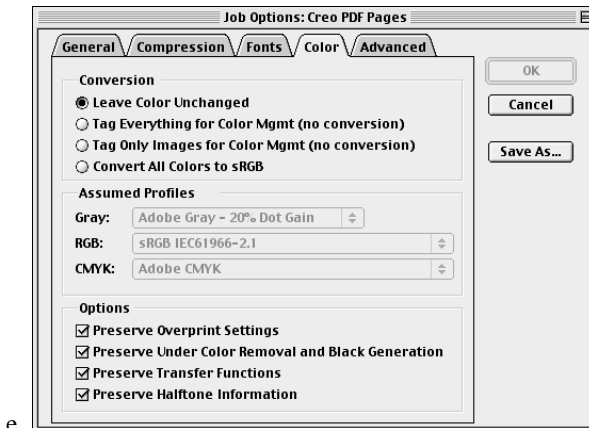 Job Options: Creo PDF Pages
General Compression Fonts Color Advanced
OK
Cancel
Save As...
Conversion
Leave Color Unchanged
Tag Everything for Color Mgmt (no conversion)
Tag Only Images for Color Mgmt (no conversion)
Convert All Colors to sRGB
Assumed Profiles
Gray: Adobe Gray - 20% Dot Gain
RGB: sRGB IEC61966-2.1
CMYK: Adobe CMYK
Options
Preserve Overprint Settings
Preserve Under Color Removal and Black Generation
Preserve Transfer Functions
Preserve Halftone Information
e